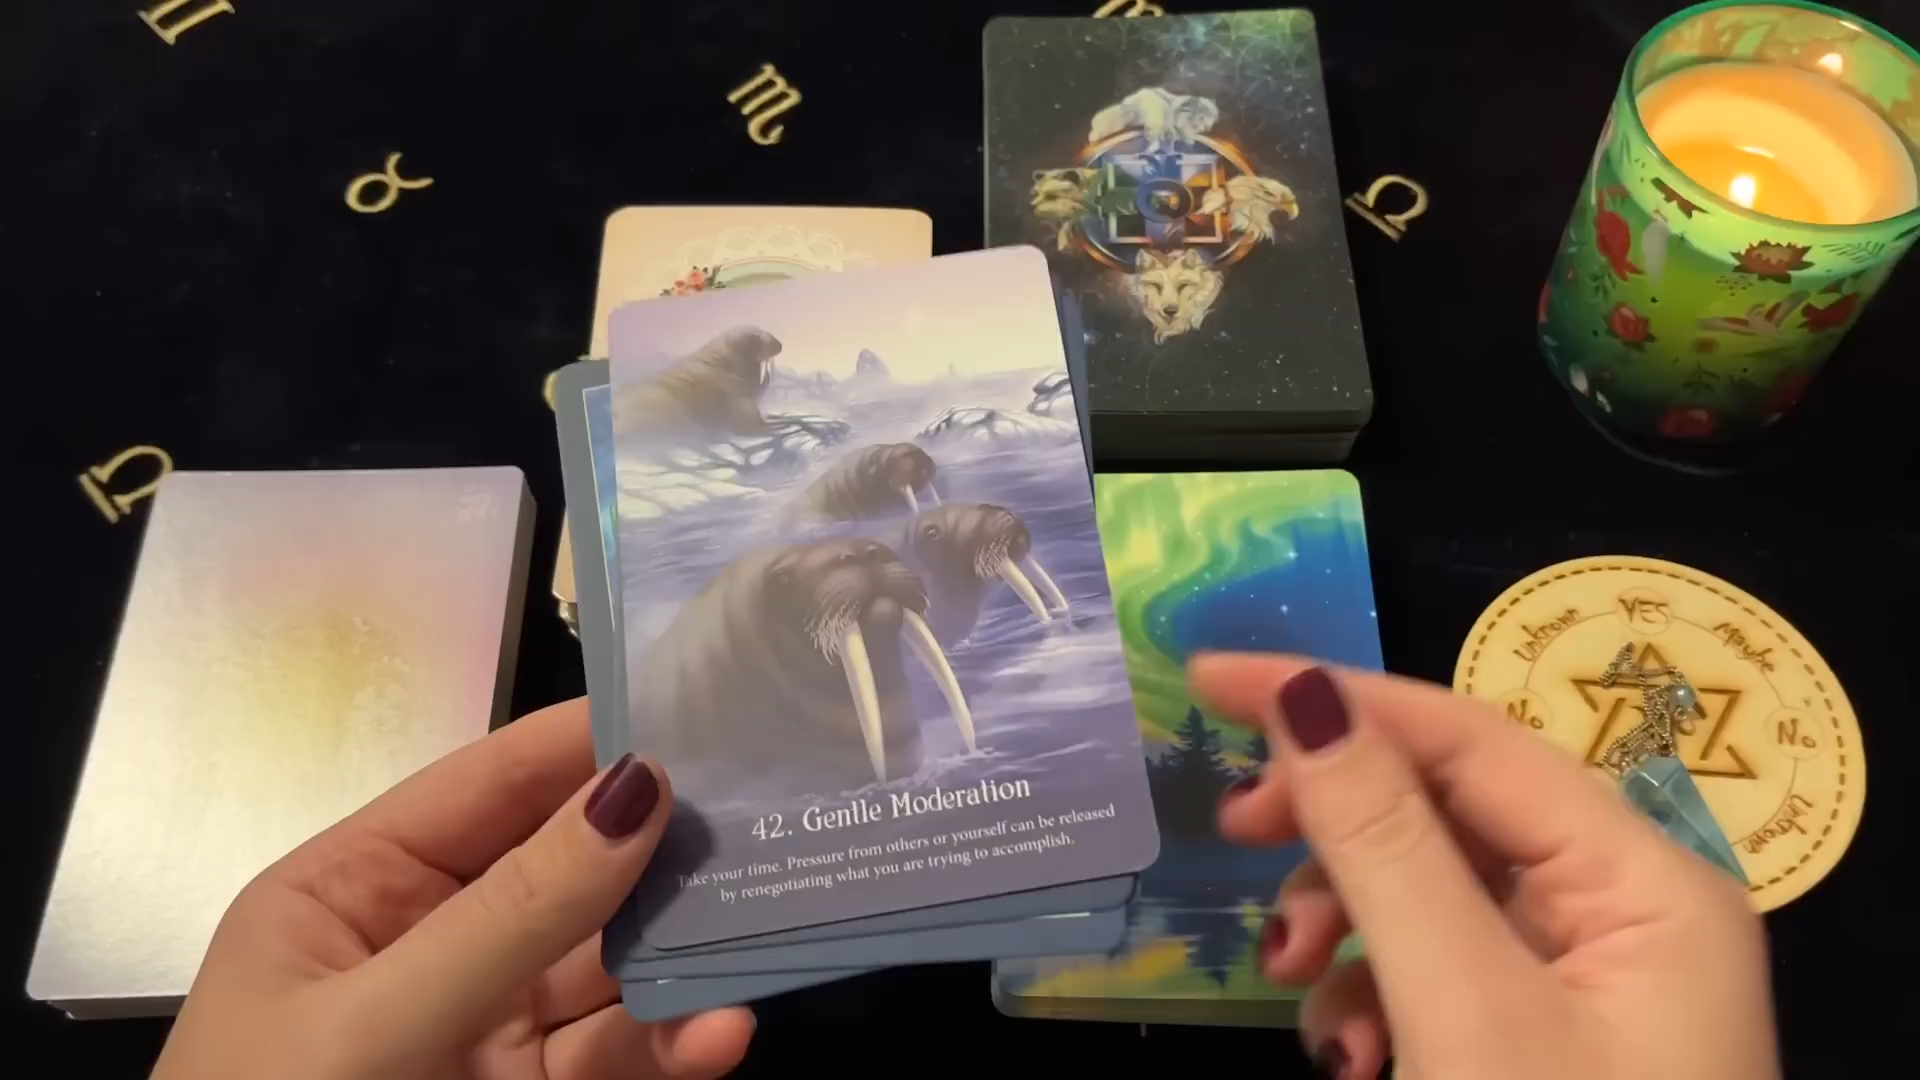 42. Gentle Moderation
Take your time. Pressure from others or yourself can be released
by renegotiating what you are trying to accomplish.
Unknown
YES
Maybe
No
No
Unknown